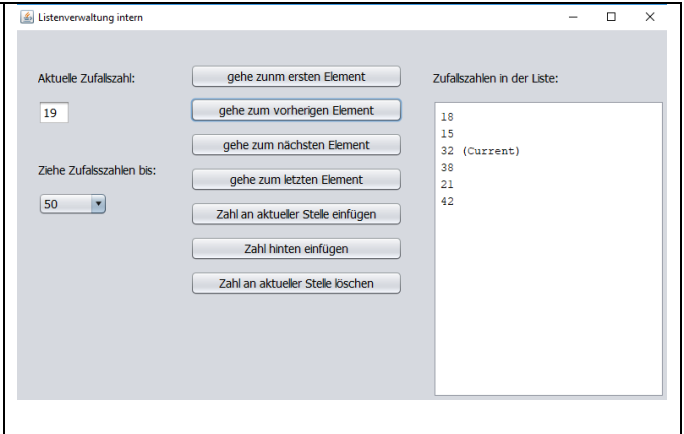 Listenverwaltung intern
Aktuelle Zufallszahl:
19
Ziehe Zufalsszahlen bis:
50
gehe zunm ersten Element
gehe zum vorherigen Element
gehe zum nächsten Element
gehe zum letzten Element
Zahl an aktueller Stelle einfügen
Zahl hinten einfügen
Zahl an aktueller Stelle löschen
Zufallszahlen in der Liste:
18
15
32 (Current)
38
21
42